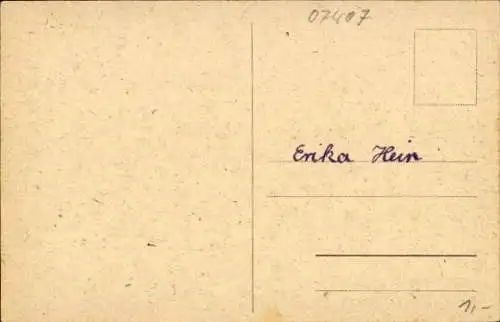 07407
Erika Hein
1,-